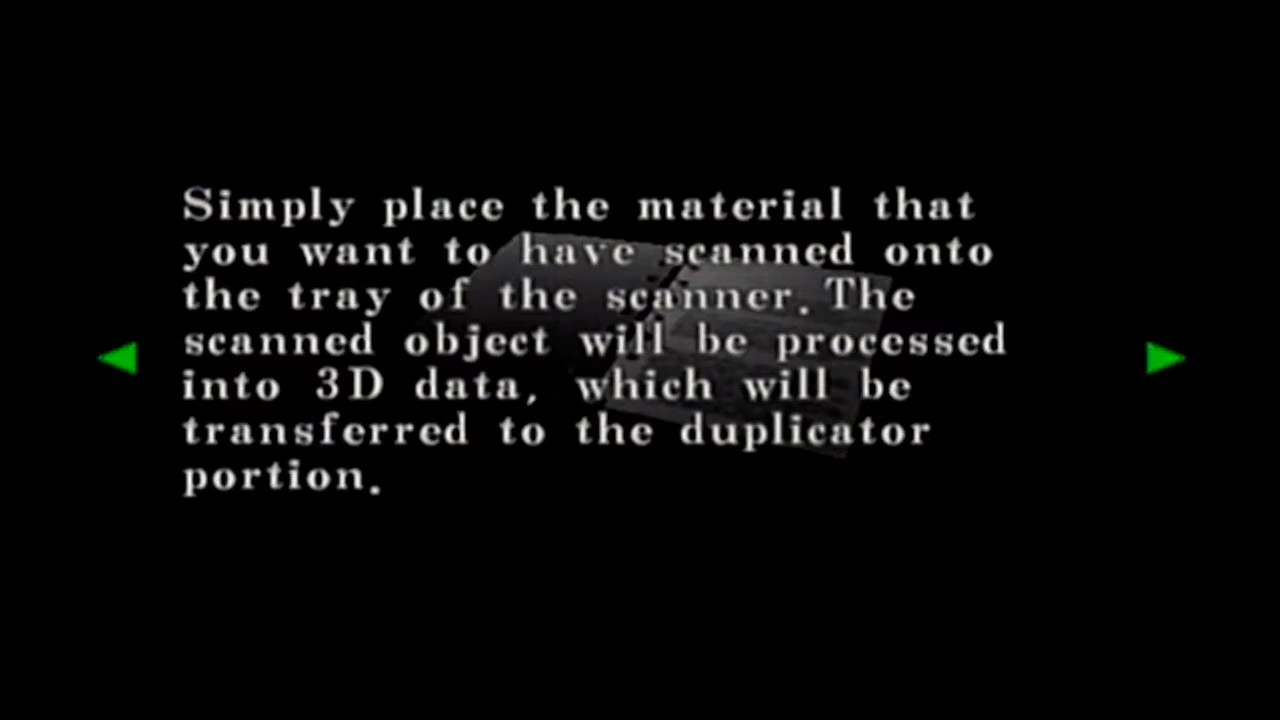 Simply place the material that
you want to have scanned onto
the tray of the scanner. The
scanned object will be processed
into 3D data, which will be
transferred to the duplicator
portion.